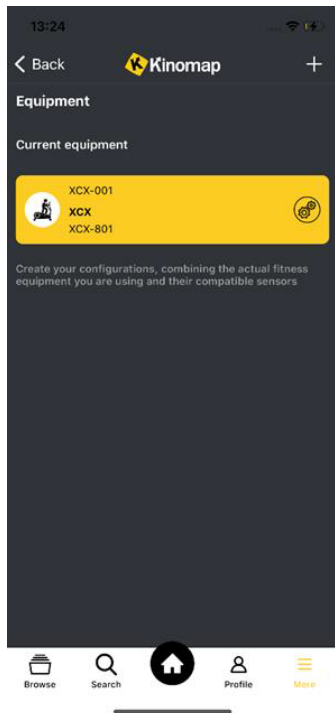 13:24
Back
Kinomap
+
Equipment
Current equipment
XCX-001
XCX
XCX-801
Create your configurations, combining the actual fitness
equipment you are using and their compatible sensors
Browse
Search
Profile
More